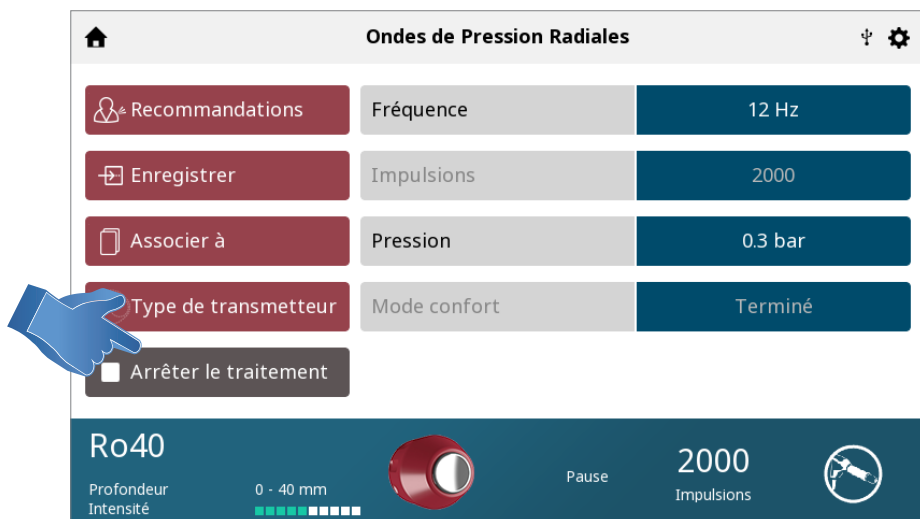 Ondes de Pression Radiales
Recommandations
Fréquence
12 Hz
Enregistrer
Impulsions
2000
Associer à
Pression
0.3 bar
Type de transmetteur
Mode confort
Terminé
Arrêter le traitement
Ro40
Profondeur
0 - 40 mm
Intensité
Pause
2000
Impulsions